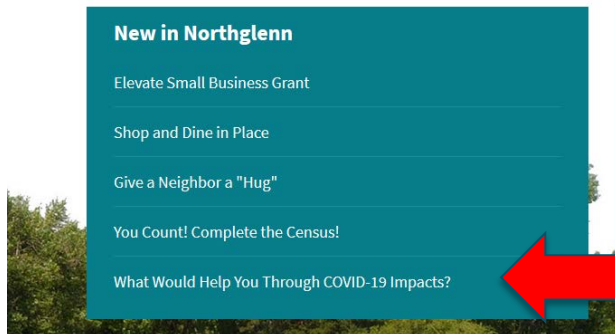 New in Northglenn
Elevate Small Business Grant
Shop and Dine in Place
Give a Neighbor a "Hug"
You Count! Complete the Census!
What Would Help You Through COVID-19 Impacts?